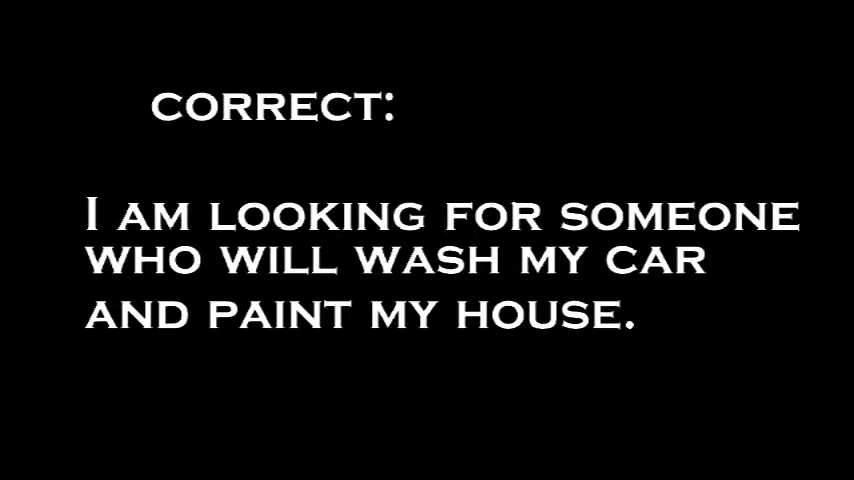 CORRECT:
I AM LOOKING FOR SOMEONE
WHO WILL WASH MY CAR
AND PAINT MY HOUSE.